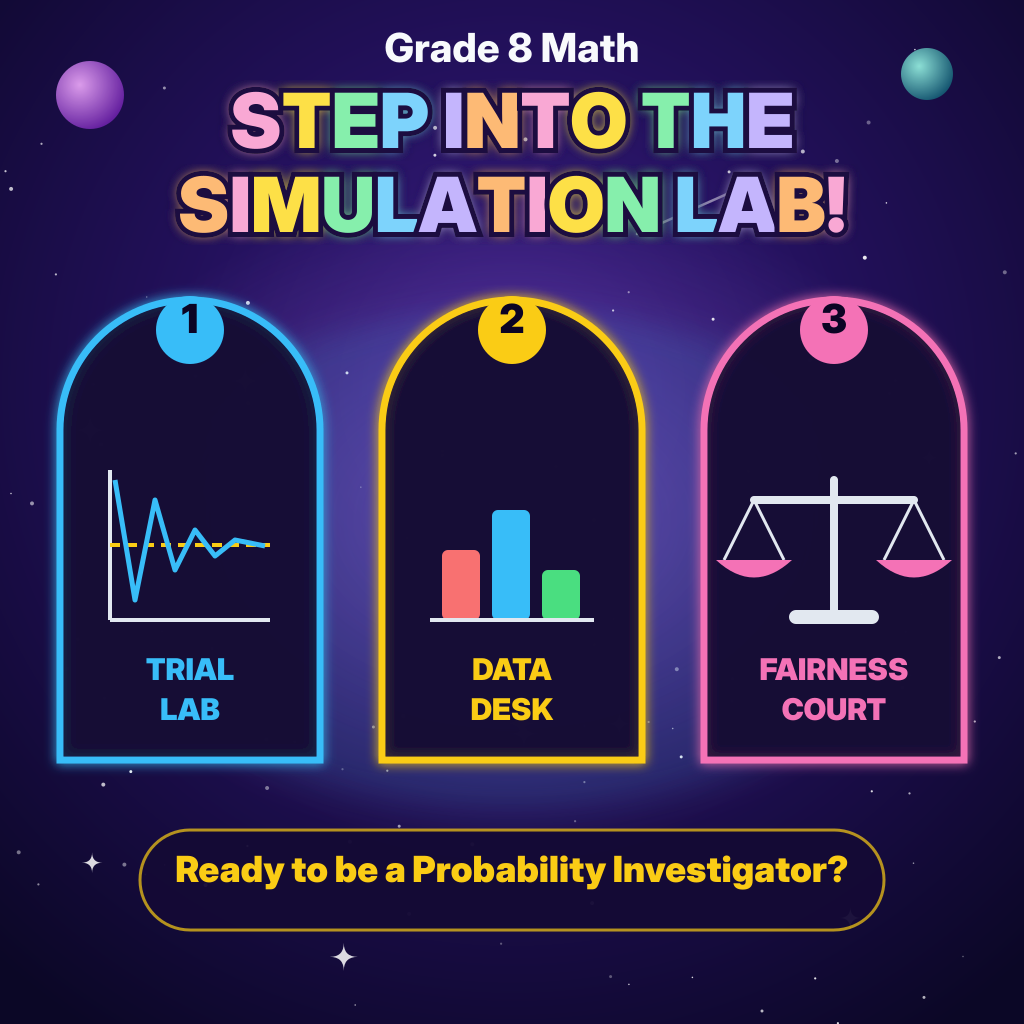 Grade 8 Math
STEP INTO THE
SIMULATION LAB!
1
2
3
TRIAL
LAB
DATA
DESK
FAIRNESS
COURT
Ready to be a Probability Investigator?